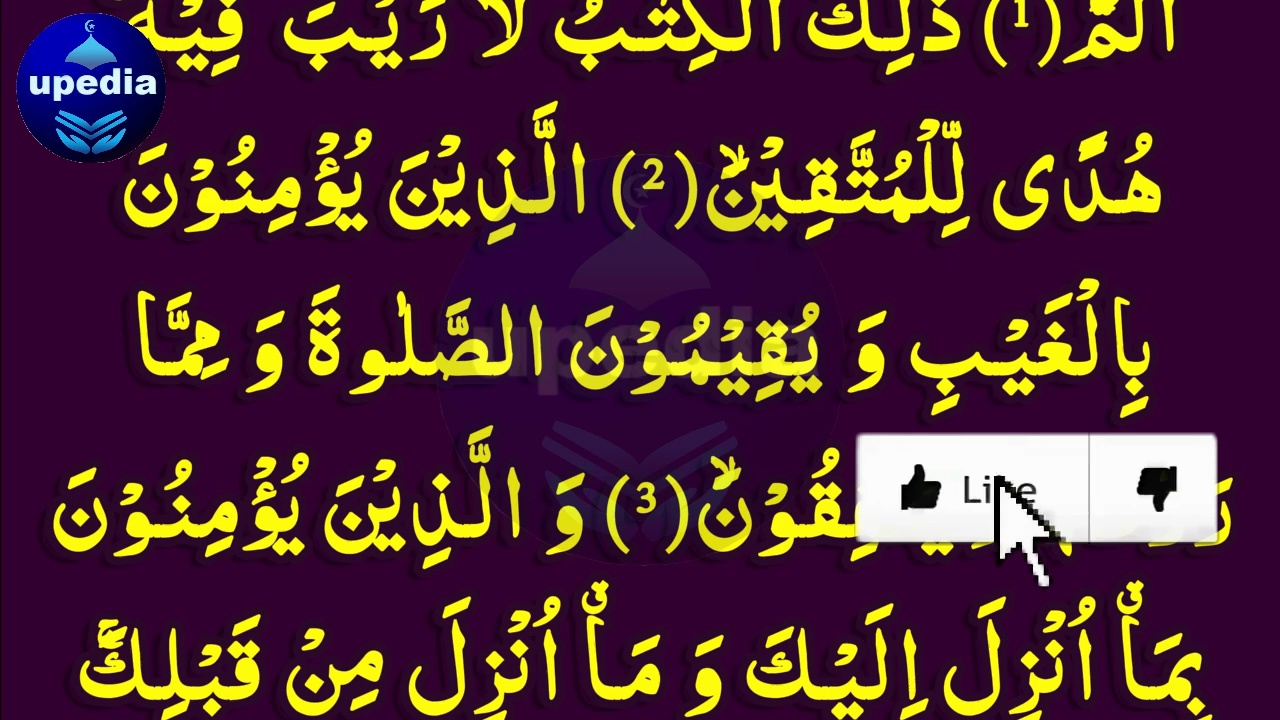 upedia
الٓمّٓ(1) ذٰلِكَ الْكِتٰبُ لَا رَیْبَ فِیْهِ
هُدًى لِّلْمُتَّقِیْنَۙ(2) الَّذِیْنَ یُؤْمِنُوْنَ
بِالْغَیْبِ وَ یُقِیْمُوْنَ الصَّلٰوةَ وَ مِمَّا
(3) وَ الَّذِیْنَ یُؤْمِنُوْنَ
بِمَاۤ اُنْزِلَ اِلَیْكَ وَ مَاۤ اُنْزِلَ مِنْ قَبْلِكَۚ